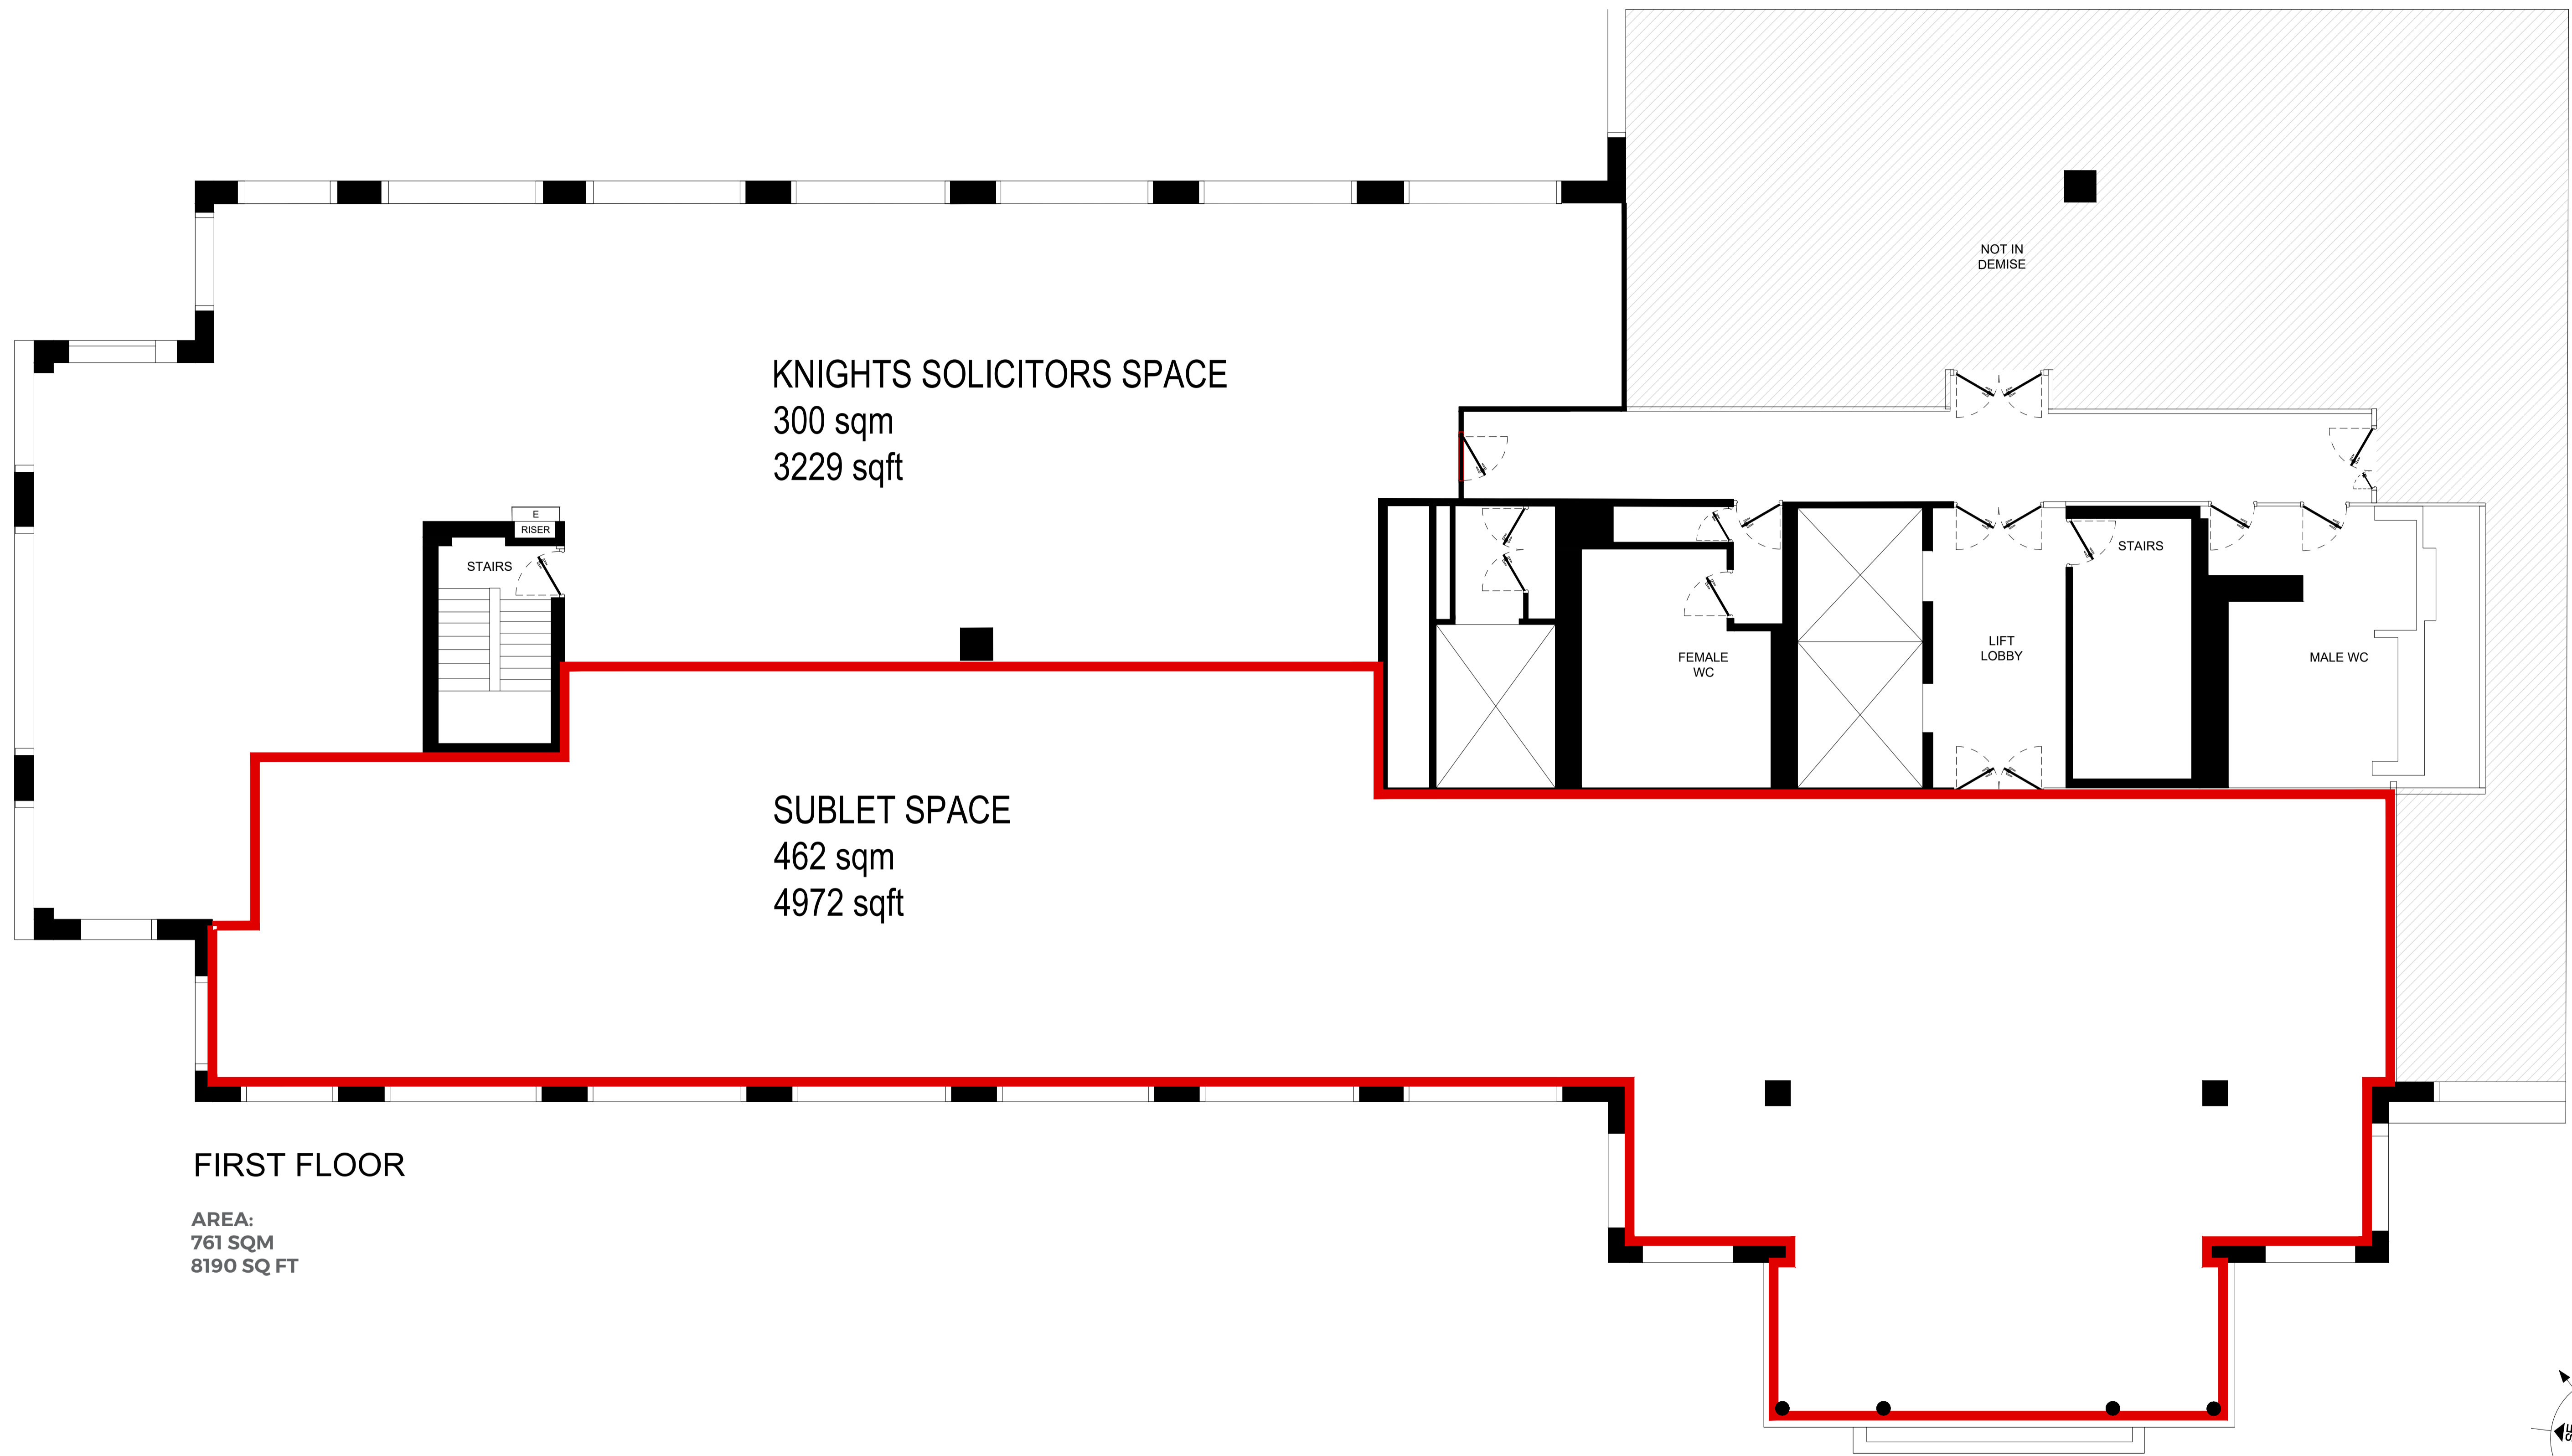 NOT IN
DEMISE
KNIGHTS SOLICITORS SPACE
300 sqm
3229 sqft
E
RISER
STAIRS
STAIRS
LIFT
LOBBY
FEMALE
WC
MALE WC
SUBLET SPACE
462 sqm
4972 sqft
FIRST FLOOR
AREA:
761 SQM
8190 SQ FT